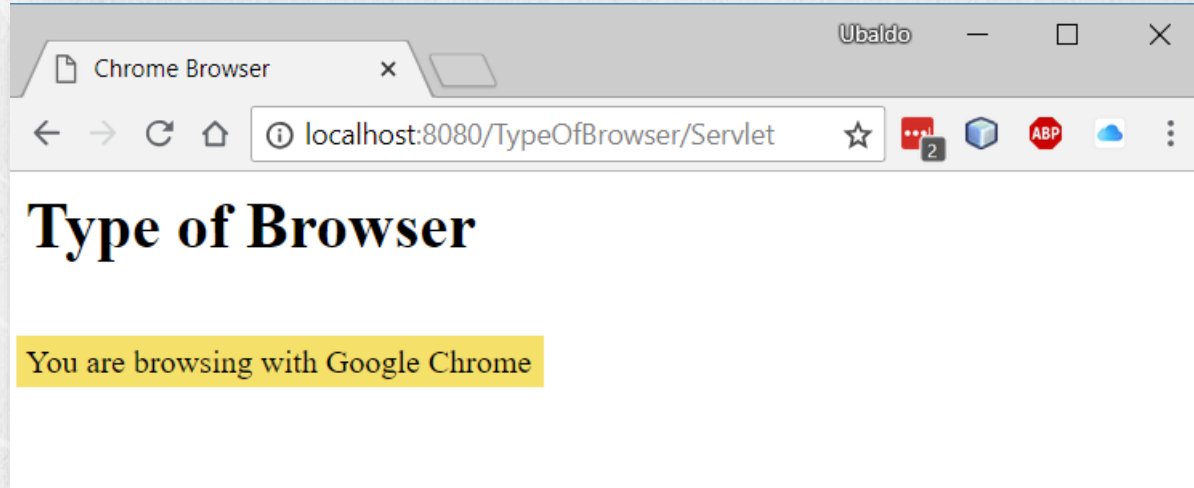 Ubaldo
Chrome Browser
localhost:8080/TypeOfBrowser/Servlet
2
ABP
Type of Browser
You are browsing with Google Chrome